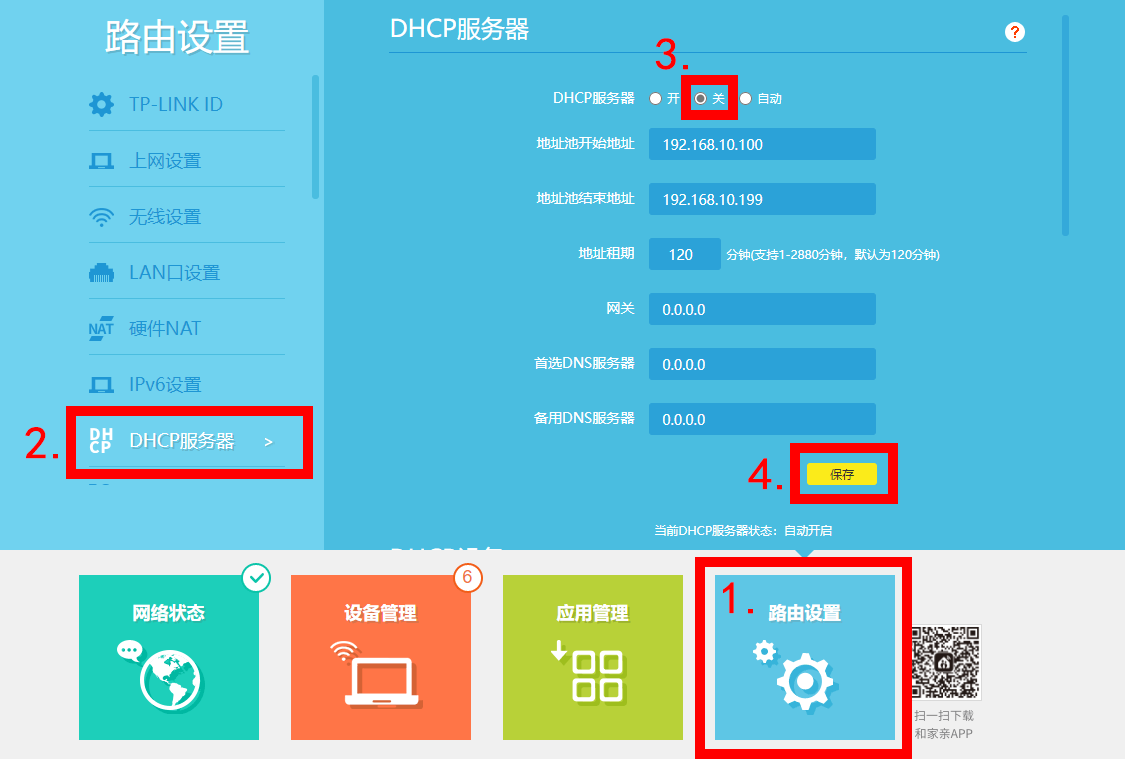 路由设置
TP-LINK ID
上网设置
无线设置
LAN口设置
NAT 硬件NAT
IPv6设置
2.
DH
CP
DHCP服务器 >
DHCP服务器
?
3.
DHCP服务器 开 关 自动
地址池开始地址 192.168.10.100
地址池结束地址 192.168.10.199
地址租期 120 分钟(支持1-2880分钟，默认为120分钟)
网关 0.0.0.0
首选DNS服务器 0.0.0.0
备用DNS服务器 0.0.0.0
4.
保存
当前DHCP服务器状态：自动开启
网络状态
设备管理
6
应用管理
1.
路由设置
扫一扫下载
和家亲APP